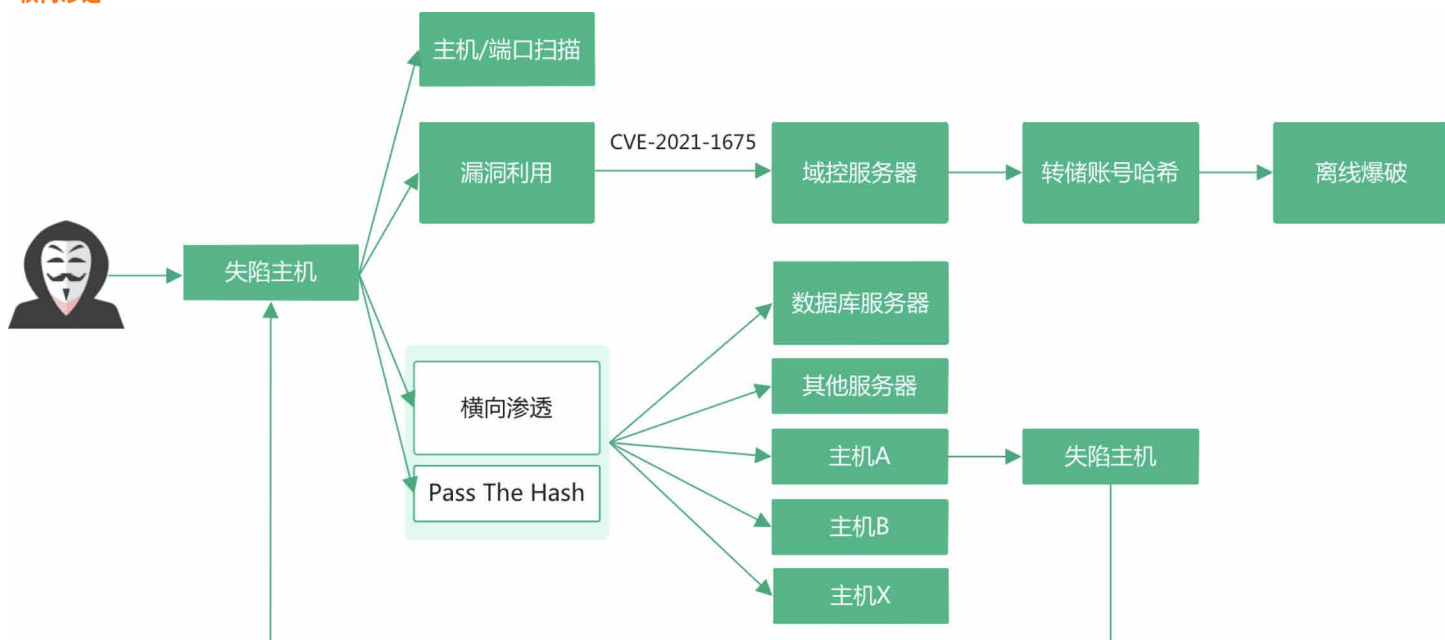 主机/端口扫描
漏洞利用
CVE-2021-1675
域控服务器
转储账号哈希
离线爆破
失陷主机
数据库服务器
其他服务器
横向渗透
主机A
失陷主机
Pass The Hash
主机B
主机X